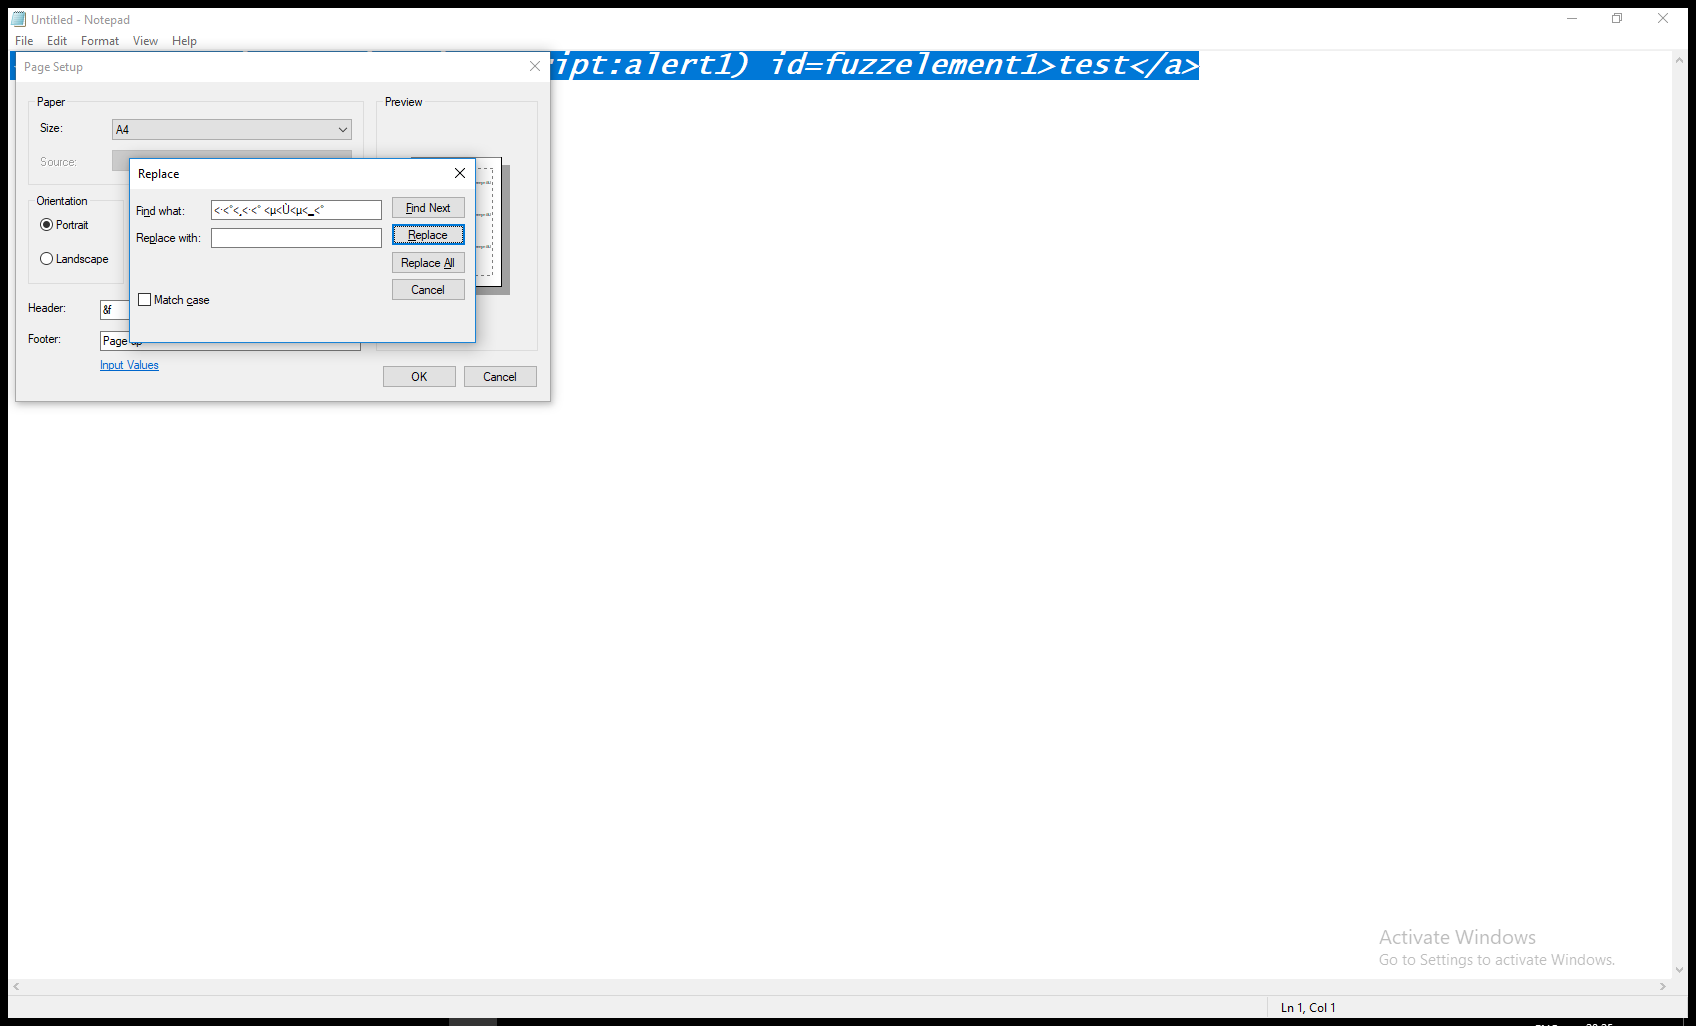 Untitled - Notepad
File Edit Format View Help
ipt:alert1) id=fuzzelement1>test</a>
Page Setup
Paper
Size: A4
Source:
Preview
Orientation
Portrait
Landscape
Header: &f
Footer: Page
Input Values
OK Cancel
Replace
Find what: <·<°<¸<·<° <µ<Ù<µ<_<°
Replace with:
Find Next
Replace
Replace All
Cancel
Match case
Activate Windows
Go to Settings to activate Windows.
Ln 1, Col 1